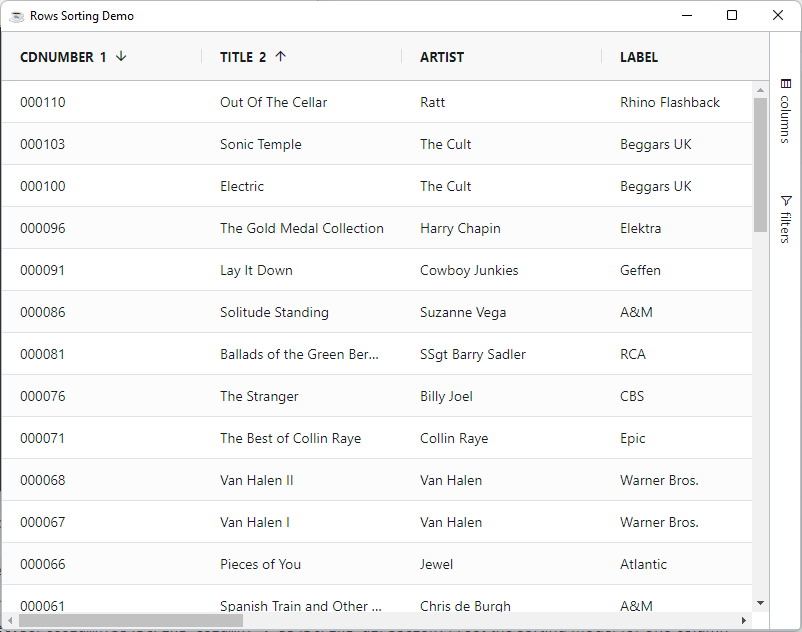 Rows Sorting Demo
CDNUMBER 1 TITLE 2 ARTIST LABEL
000110 Out Of The Cellar Ratt Rhino Flashback
000103 Sonic Temple The Cult Beggars UK
000100 Electric The Cult Beggars UK
000096 The Gold Medal Collection Harry Chapin Elektra
000091 Lay It Down Cowboy Junkies Geffen
000086 Solitude Standing Suzanne Vega A&M
000081 Ballads of the Green Ber... SSgt Barry Sadler RCA
000076 The Stranger Billy Joel CBS
000071 The Best of Collin Raye Collin Raye Epic
000068 Van Halen II Van Halen Warner Bros.
000067 Van Halen I Van Halen Warner Bros.
000066 Pieces of You Jewel Atlantic
000061 Spanish Train and Other ... Chris de Burgh A&M
columns
filters